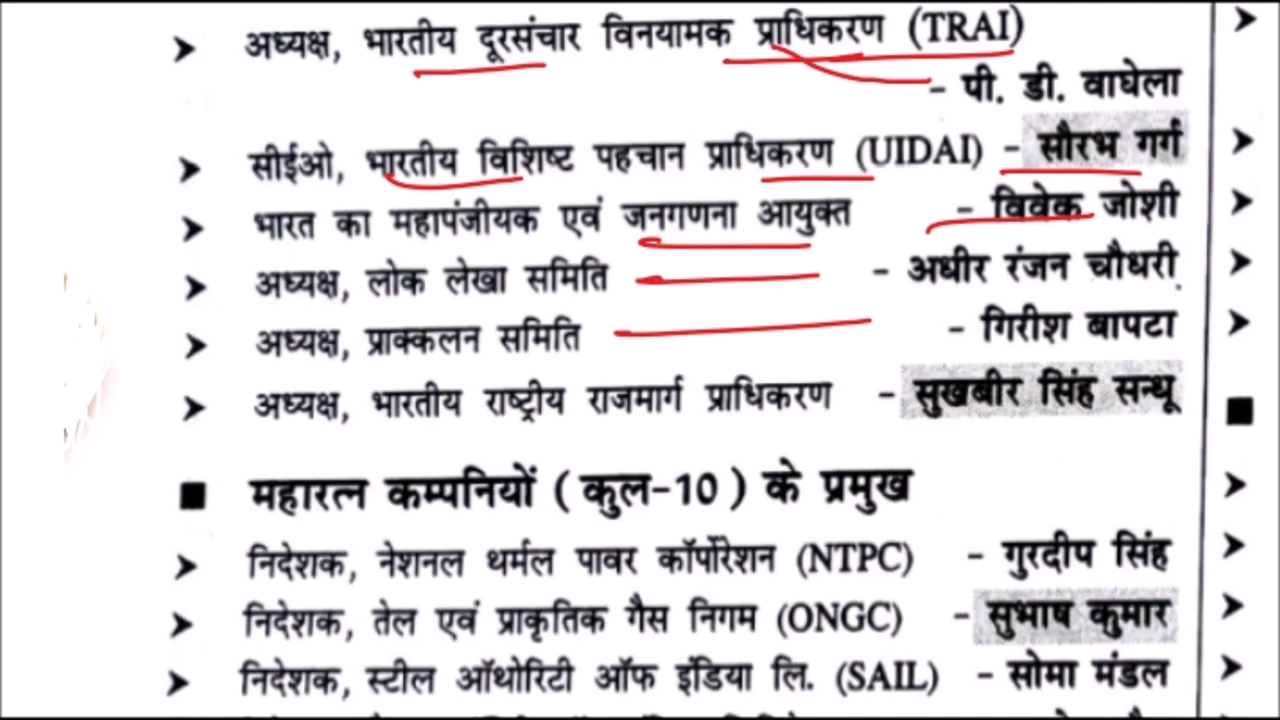 ➤ अध्यक्ष, भारतीय दूरसंचार विनयामक प्राधिकरण (TRAI)
- पी. डी. वाघेला
➤ सीईओ, भारतीय विशिष्ट पहचान प्राधिकरण (UIDAI) - सौरभ गर्ग
➤ भारत का महापंजीयक एवं जनगणना आयुक्त - विवेक जोशी
➤ अध्यक्ष, लोक लेखा समिति - अधीर रंजन चौधरी
➤ अध्यक्ष, प्राक्कलन समिति - गिरीश बापटा
➤ अध्यक्ष, भारतीय राष्ट्रीय राजमार्ग प्राधिकरण - सुखबीर सिंह सन्धू
■ महारत्न कम्पनियों ( कुल-10 ) के प्रमुख
➤ निदेशक, नेशनल थर्मल पावर कॉर्पोरेशन (NTPC) - गुरदीप सिंह
➤ निदेशक, तेल एवं प्राकृतिक गैस निगम (ONGC) - सुभाष कुमार
➤ निदेशक, स्टील ऑथोरिटी ऑफ इंडिया लि. (SAIL) - सोमा मंडल